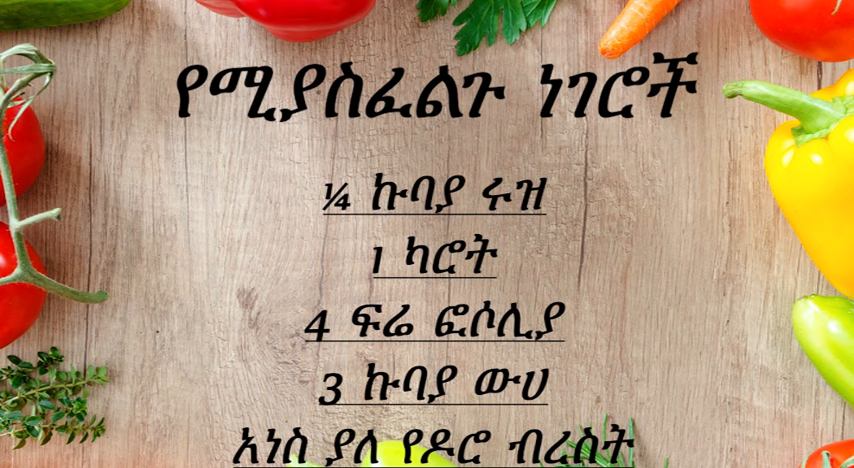 የሚያስፈልጉ ነገሮች
¼ ኩባያ ሩዝ
1 ካሮት
4 ፍሬ ፎሶሊያ
3 ኩባያ ውሀ
አነስ ያለ የዶሮ ብረስት